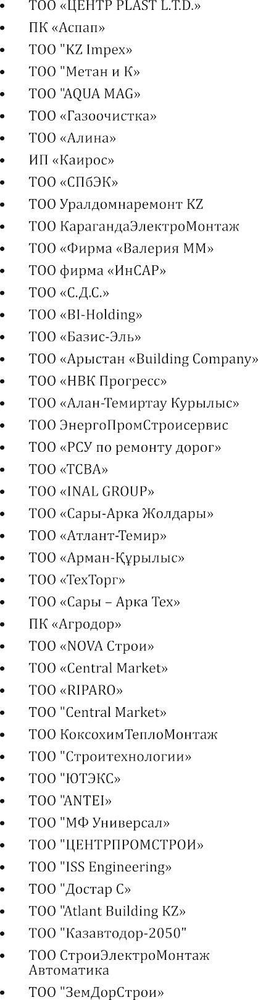 • ТОО «ЦЕНТР PLAST L.T.D.»
• ПК «Аспап»
• ТОО "KZ Impex»
• ТОО "Метан и К»
• ТОО "AQUA MAG»
• ТОО «Газоочистка»
• ТОО «Алина»
• ИП «Каирос»
• ТОО «СПбЭК»
• ТОО Уралдомнаремонт KZ
• ТОО КарагандаЭлектроМонтаж
• ТОО «Фирма «Валерия ММ»
• ТОО фирма «ИнСАР»
• ТОО «С.Д.С.»
• ТОО «BI-Holding»
• ТОО «Базис-Эль»
• ТОО «Арыстан «Building Company»
• ТОО «НВК Прогресс»
• ТОО «Алан-Темиртау Курылыс»
• ТОО ЭнергоПромСтроисервис
• ТОО «РСУ по ремонту дорог»
• ТОО «ТСВА»
• ТОО «INAL GROUP»
• ТОО «Сары-Арка Жолдары»
• ТОО «Атлант-Темир»
• ТОО «Арман-Құрылыс»
• ТОО «ТехТорг»
• ТОО «Сары – Арка Тех»
• ПК «Агродор»
• ТОО «NOVA Строи»
• ТОО «Central Market»
• ТОО «RIPARO»
• ТОО "Central Market»
• ТОО КоксохимТеплоМонтаж
• ТОО "Строитехнологии»
• ТОО "ЮТЭКС»
• ТОО "ANTEI»
• ТОО "МФ Универсал»
• ТОО "ЦЕНТРПРОМСТРОИ»
• ТОО "ISS Engineering»
• ТОО "Достар С»
• ТОО "Atlant Building KZ»
• ТОО "Казавтодор-2050"
• ТОО СтроиЭлектроМонтаж
Автоматика
• ТОО "ЗемДорСтрои»